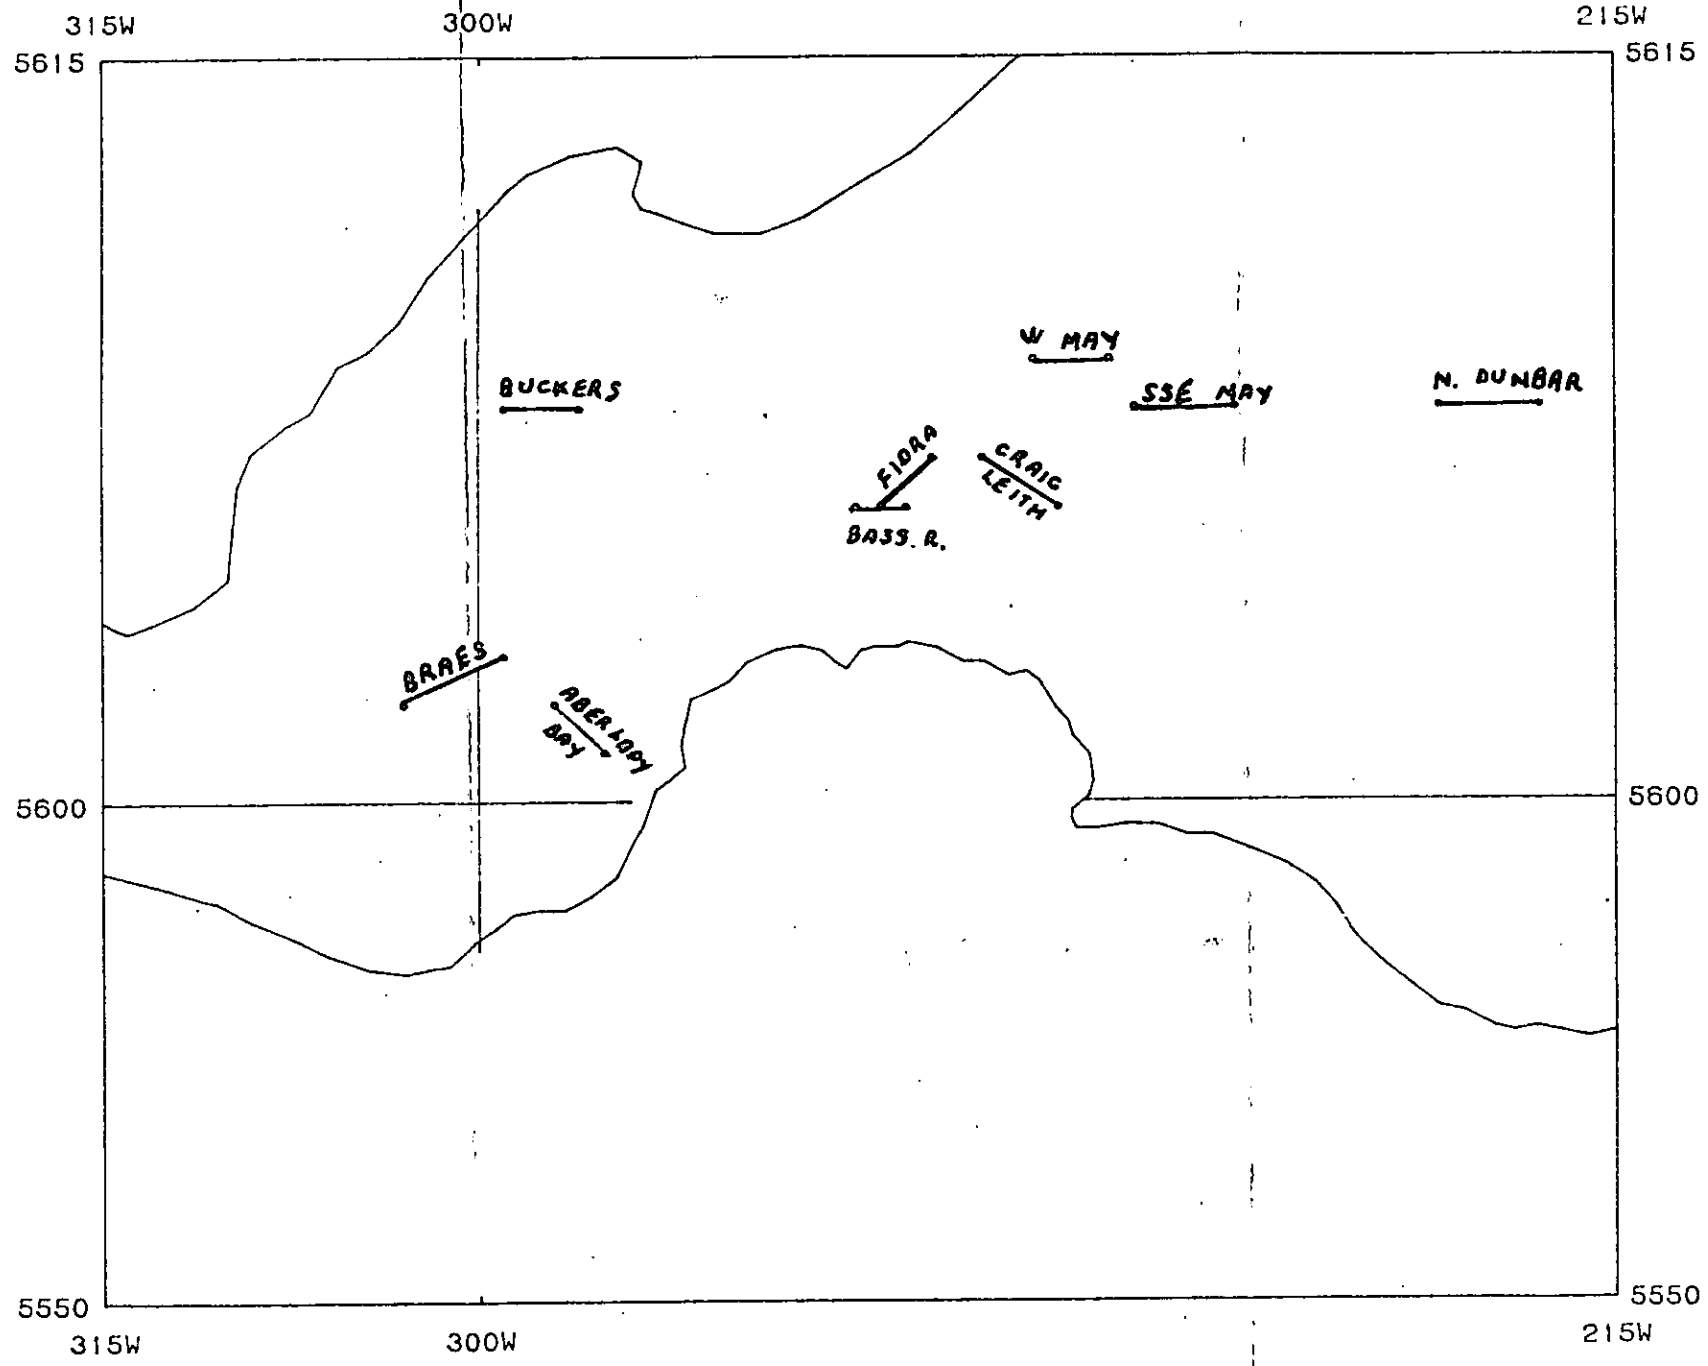 315W 300W 215W
5615 5615
W MAY
BUCKERS
SSE MAY
N. DUNBAR
FIDRA
CRAIG
LEITH
BASS. R.
BRAES
ABERLADY
BAY
5600 5600
5550 5550
315W 300W 215W